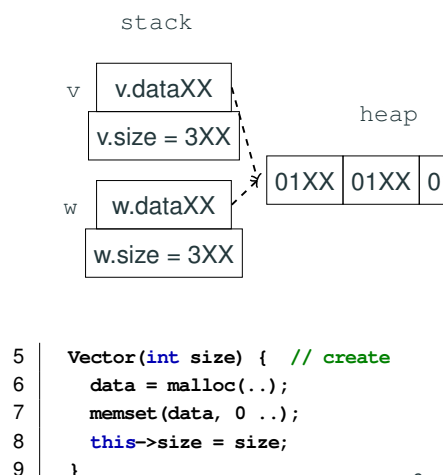 stack
v v.dataXX
v.size = 3XX
heap
01XX 01XX 0
w w.dataXX
w.size = 3XX
5 Vector(int size) { // create
6 data = malloc(..);
7 memset(data, 0 ..);
8 this->size = size;
9 }